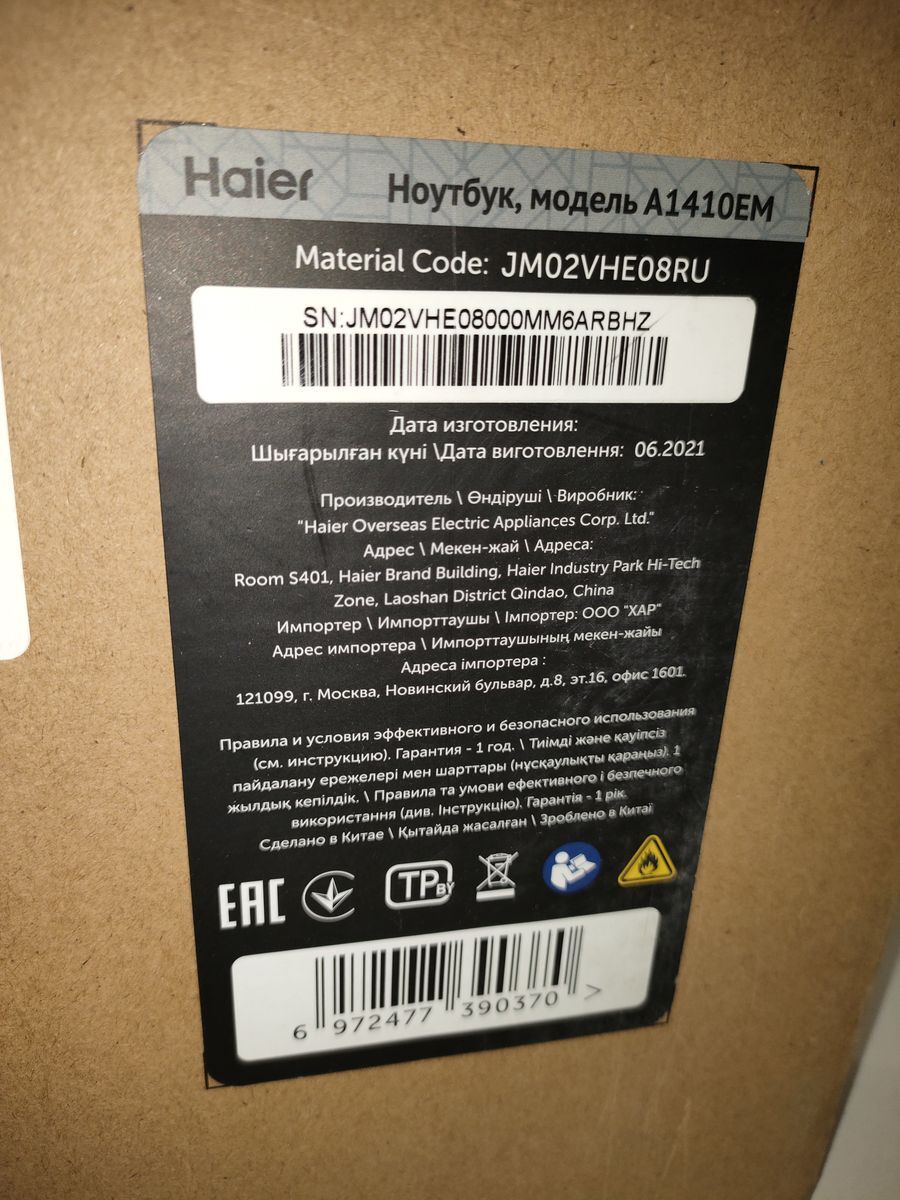 Haier
Ноутбук, модель A1410EM
Material Code: JM02VHE08RU
SN:JM02VHE08000MM6ARBHZ
Дата изготовления:
Шығарылған күні \Дата виготовлення: 06.2021
Производитель \ Өндіруші \ Виробник:
"Haier Overseas Electric Appliances Corp. Ltd."
Адрес \ Мекен-жай \ Адреса:
Room S401, Haier Brand Building, Haier Industry Park Hi-Tech
Zone, Laoshan District Qindao, China
Импортер \ Импорттаушы \ Імпортер: ООО "ХАР"
Адрес импортера \ Импорттаушының мекен-жайы
Адреса імпортера :
121099, г. Москва, Новинский бульвар, д.8, эт.16, офис 1601.
Правила и условия эффективного и безопасного использования
(см. инструкцию). Гарантия - 1 год. \ Тиімді және қауіпсіз
пайдалану ережелері мен шарттары (нұсқаулықты қараңыз). 1
жылдық кепілдік. \ Правила та умови ефективного і безпечного
використання (див. Інструкцію). Гарантія - 1 рік.
Сделано в Китае \ Қытайда жасалған \ Зроблено в Китаї
EAC
TP BY
6 972477 390370 >